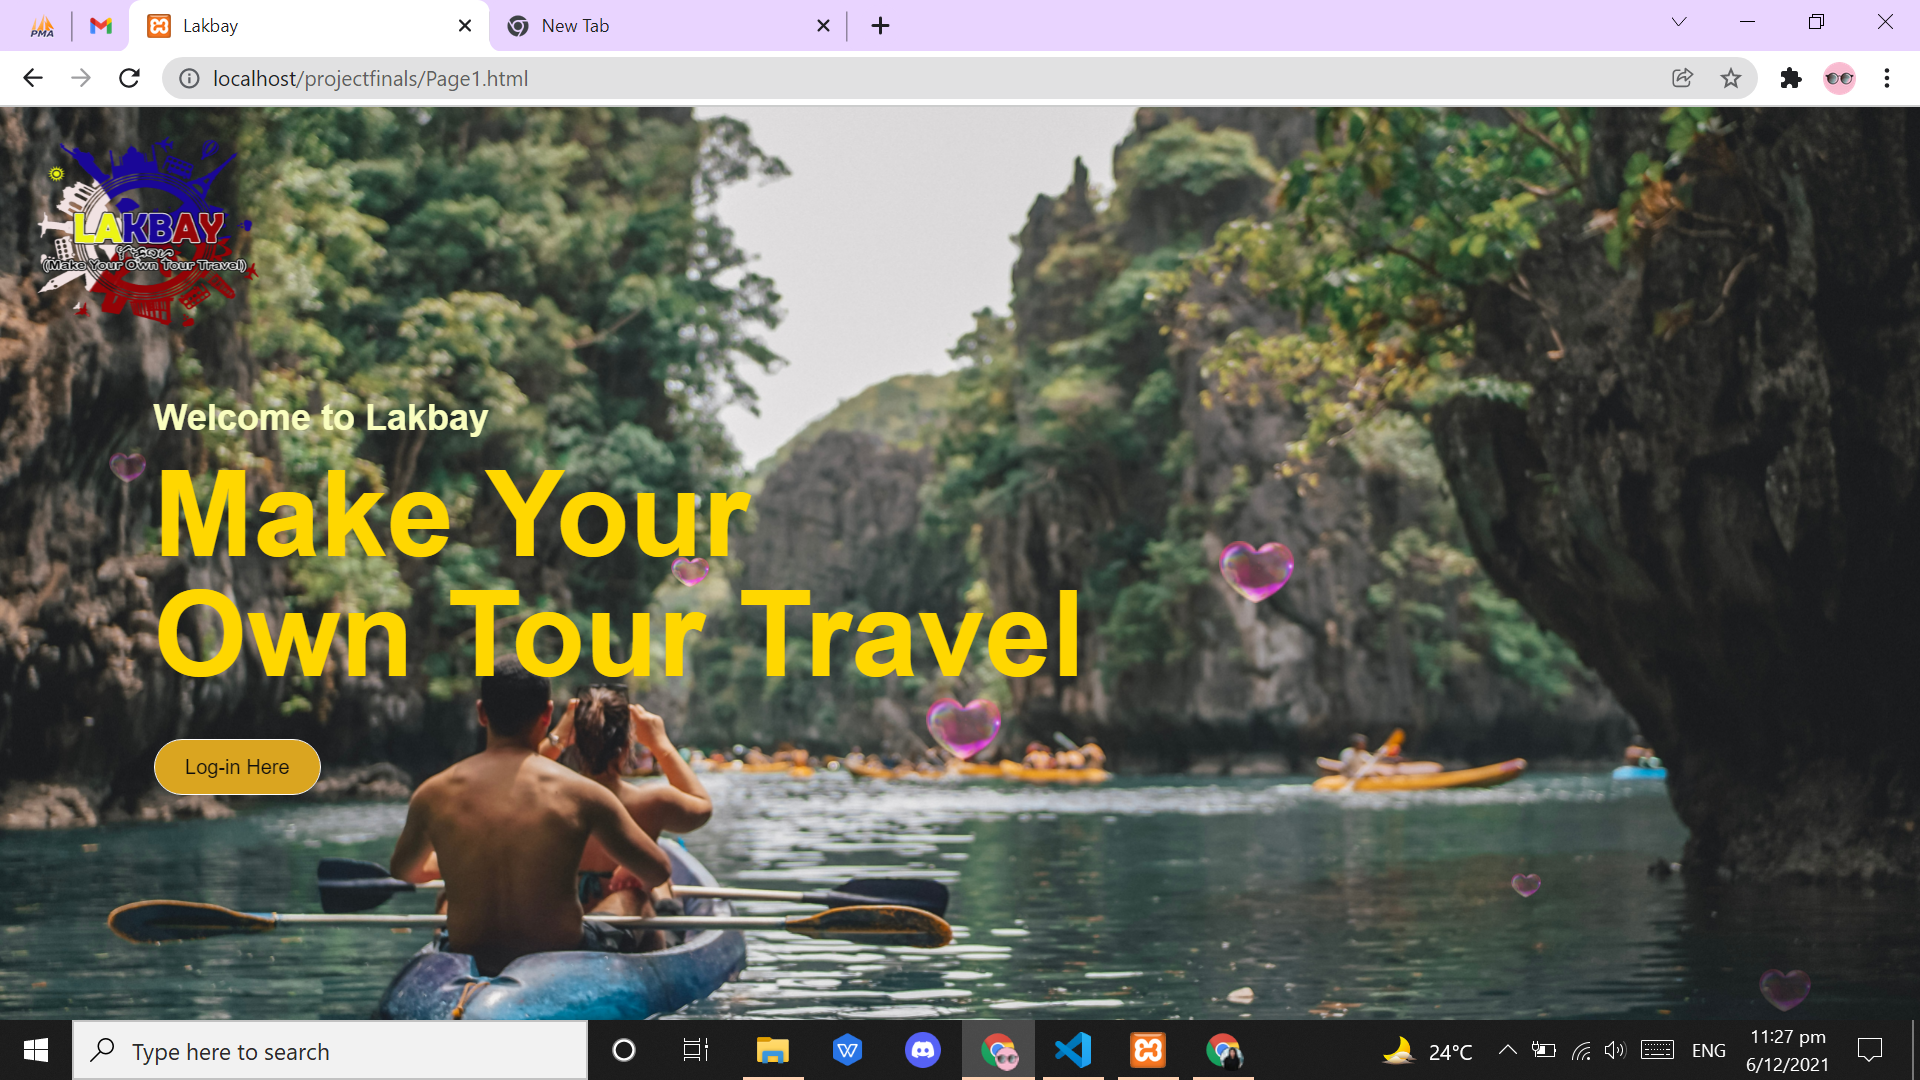 PMA
Lakbay
New Tab
localhost/projectfinals/Page1.html
LAKBAY
(Make Your Own Tour Travel)
Welcome to Lakbay
Make Your
Own Tour Travel
Log-in Here
Type here to search
24°C
ENG
11:27 pm
6/12/2021